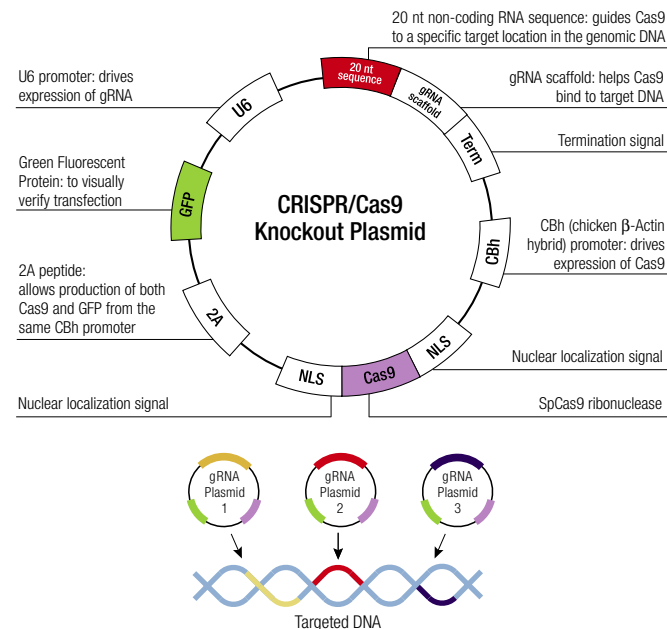 20 nt non-coding RNA sequence: guides Cas9
to a specific target location in the genomic DNA
U6 promoter: drives
expression of gRNA
gRNA scaffold: helps Cas9
bind to target DNA
Termination signal
Green Fluorescent
Protein: to visually
verify transfection
CBh (chicken β-Actin
hybrid) promoter: drives
expression of Cas9
2A peptide:
allows production of both
Cas9 and GFP from the
same CBh promoter
Nuclear localization signal
Nuclear localization signal
SpCas9 ribonuclease
20 nt
sequence
gRNA
scaffold
Term
CBh
NLS
Cas9
NLS
2A
GFP
U6
CRISPR/Cas9
Knockout Plasmid
gRNA
Plasmid
1
gRNA
Plasmid
2
gRNA
Plasmid
3
Targeted DNA